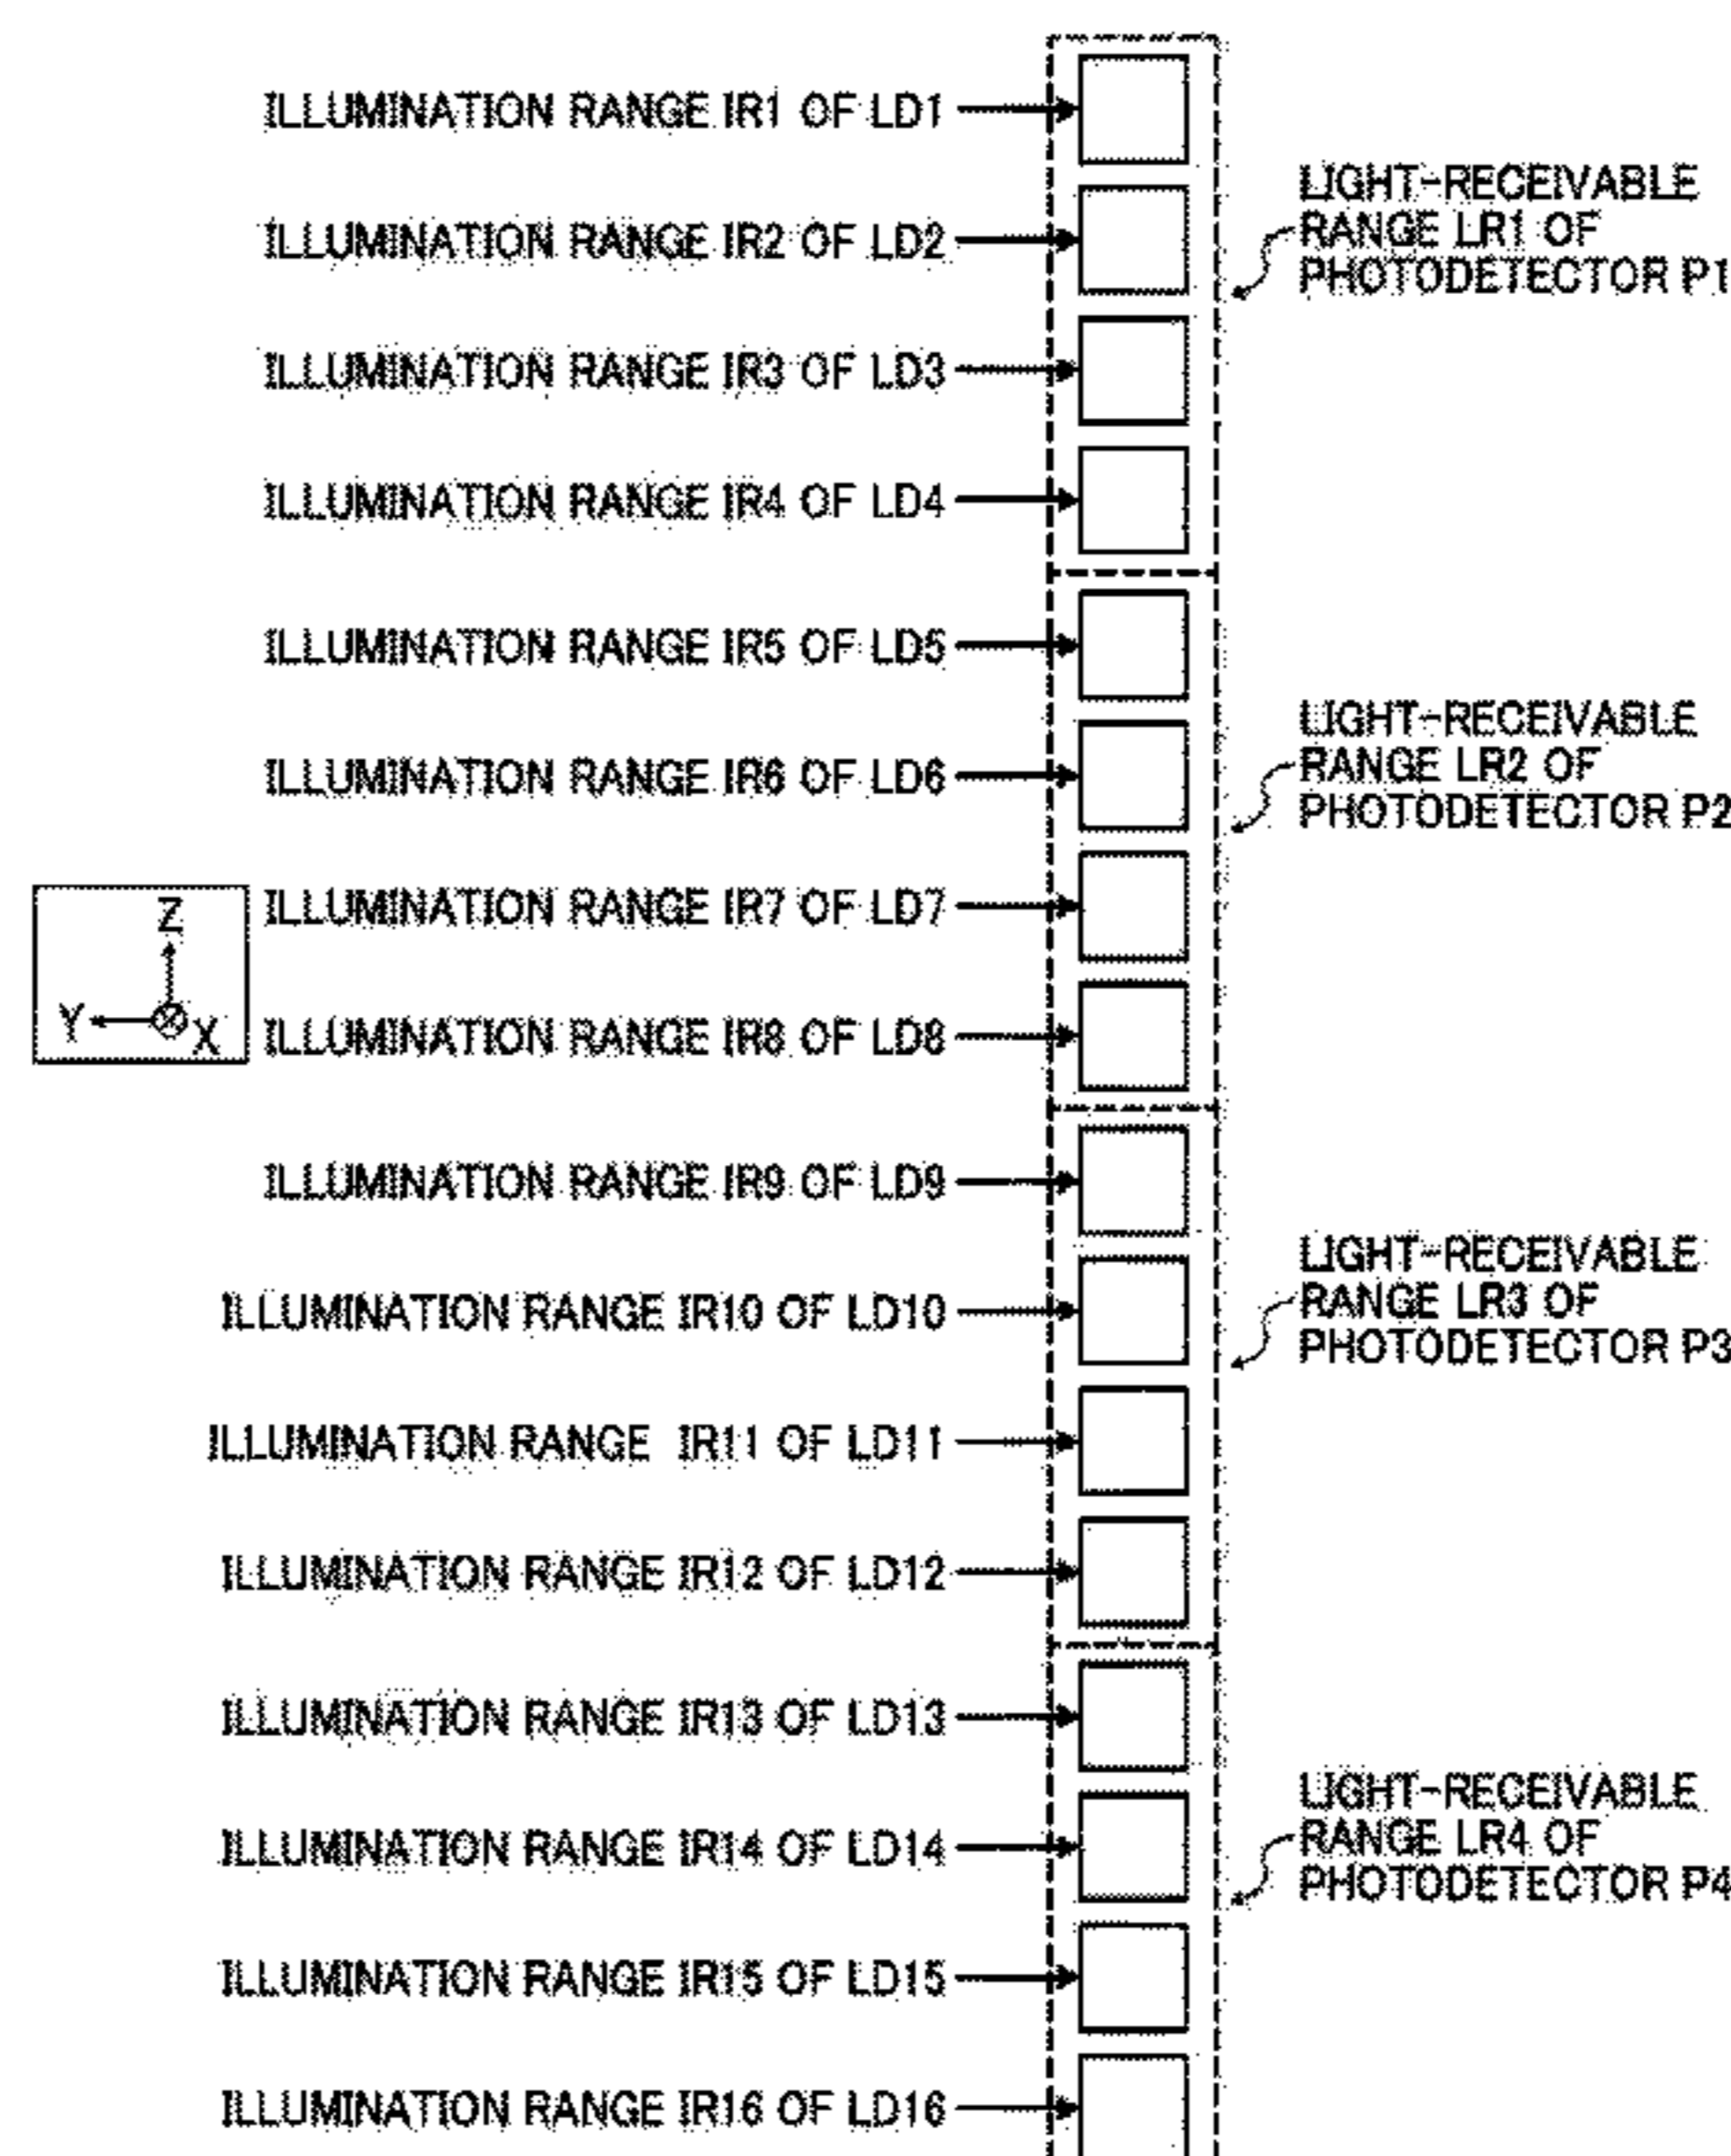 ILLUMINATION RANGE IR1 OF LD1
ILLUMINATION RANGE IR2 OF LD2
LIGHT-RECEIVABLE
RANGE LR1 OF
PHOTODETECTOR P1
ILLUMINATION RANGE IR3 OF LD3
ILLUMINATION RANGE IR4 OF LD4
ILLUMINATION RANGE IR5 OF LD5
ILLUMINATION RANGE IR6 OF LD6
LIGHT-RECEIVABLE
RANGE LR2 OF
PHOTODETECTOR P2
ILLUMINATION RANGE IR7 OF LD7
ILLUMINATION RANGE IR8 OF LD8
Z
Y X
ILLUMINATION RANGE IR9 OF LD9
ILLUMINATION RANGE IR10 OF LD10
LIGHT-RECEIVABLE
RANGE LR3 OF
PHOTODETECTOR P3
ILLUMINATION RANGE IR11 OF LD11
ILLUMINATION RANGE IR12 OF LD12
ILLUMINATION RANGE IR13 OF LD13
ILLUMINATION RANGE IR14 OF LD14
LIGHT-RECEIVABLE
RANGE LR4 OF
PHOTODETECTOR P4
ILLUMINATION RANGE IR15 OF LD15
ILLUMINATION RANGE IR16 OF LD16